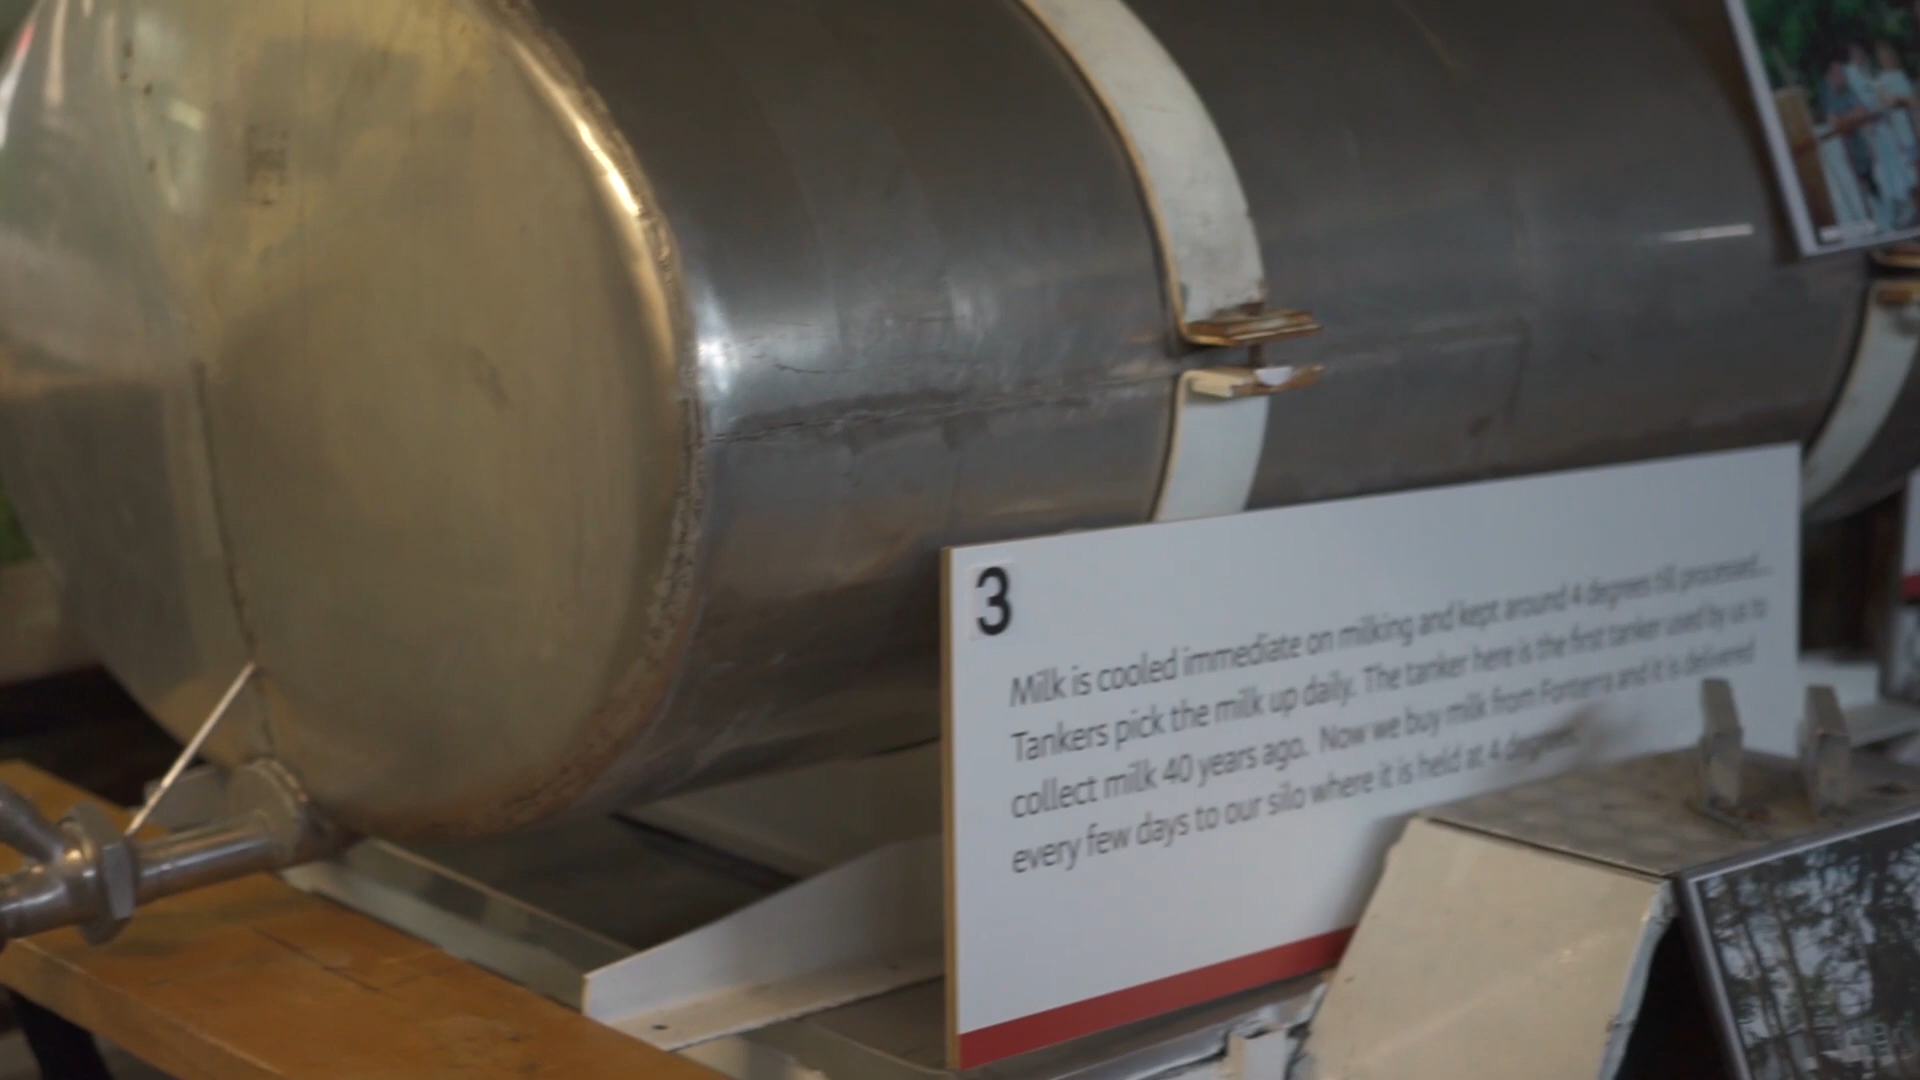 3
Milk is cooled immediate on milking and kept around 4 degrees till processed...
Tankers pick the milk up daily. The tanker here is the first tanker used by us to
collect milk 40 years ago. Now we buy milk from Fonterra and it is delivered
every few days to our silo where it is held at 4 degrees.